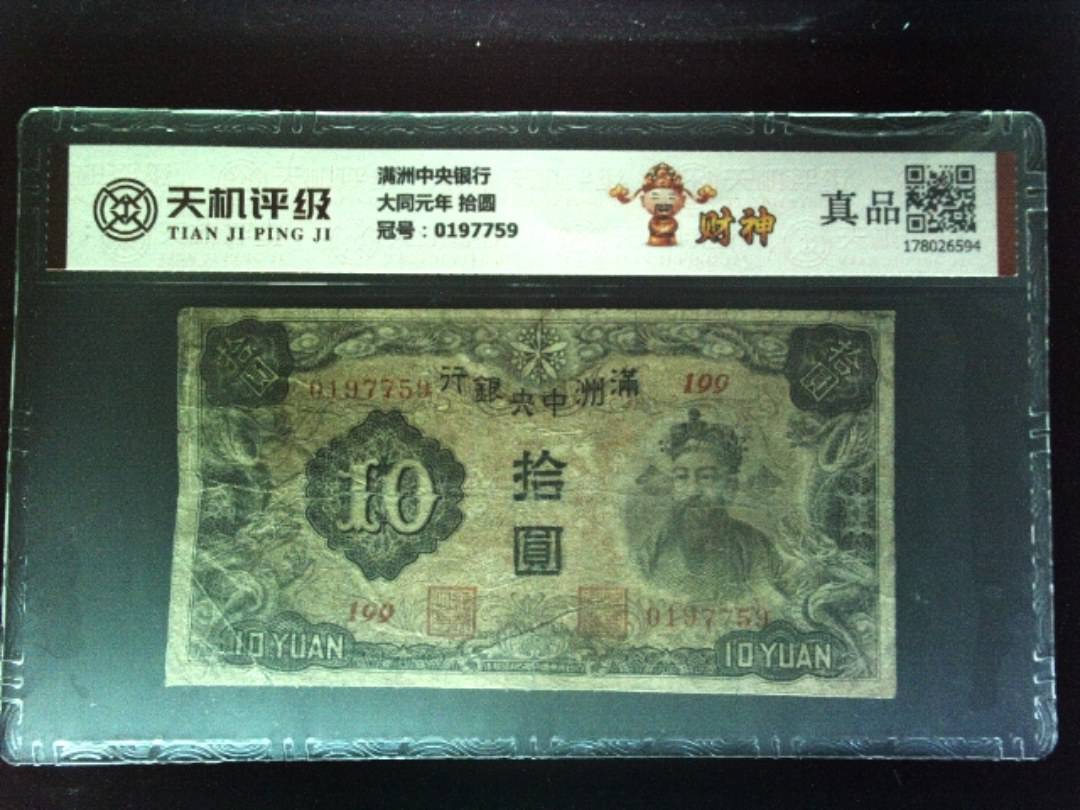 天机评级
TIAN JI PING JI
满洲中央银行
大同元年 拾圆
冠号：0197759
财神
真品
178026594
拾圓
拾圓
0197759
行銀央中洲滿
199
10
拾
圓
199
0197759
10 YUAN
10 YUAN